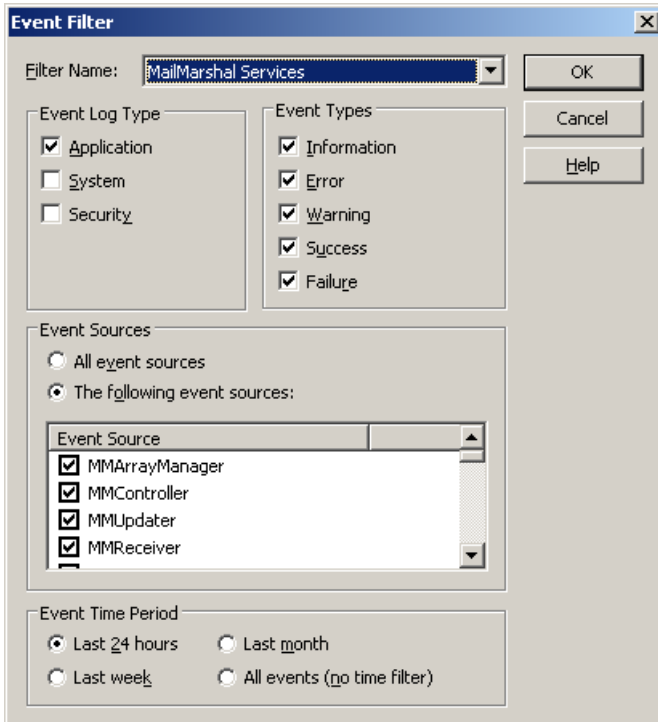 Event Filter
Filter Name: MailMarshal Services
OK
Cancel
Help
Event Log Type
Application
System
Security
Event Types
Information
Error
Warning
Success
Failure
Event Sources
All event sources
The following event sources:
Event Source
MMArrayManager
MMController
MMUpdater
MMReceiver
Event Time Period
Last 24 hours
Last month
Last week
All events (no time filter)